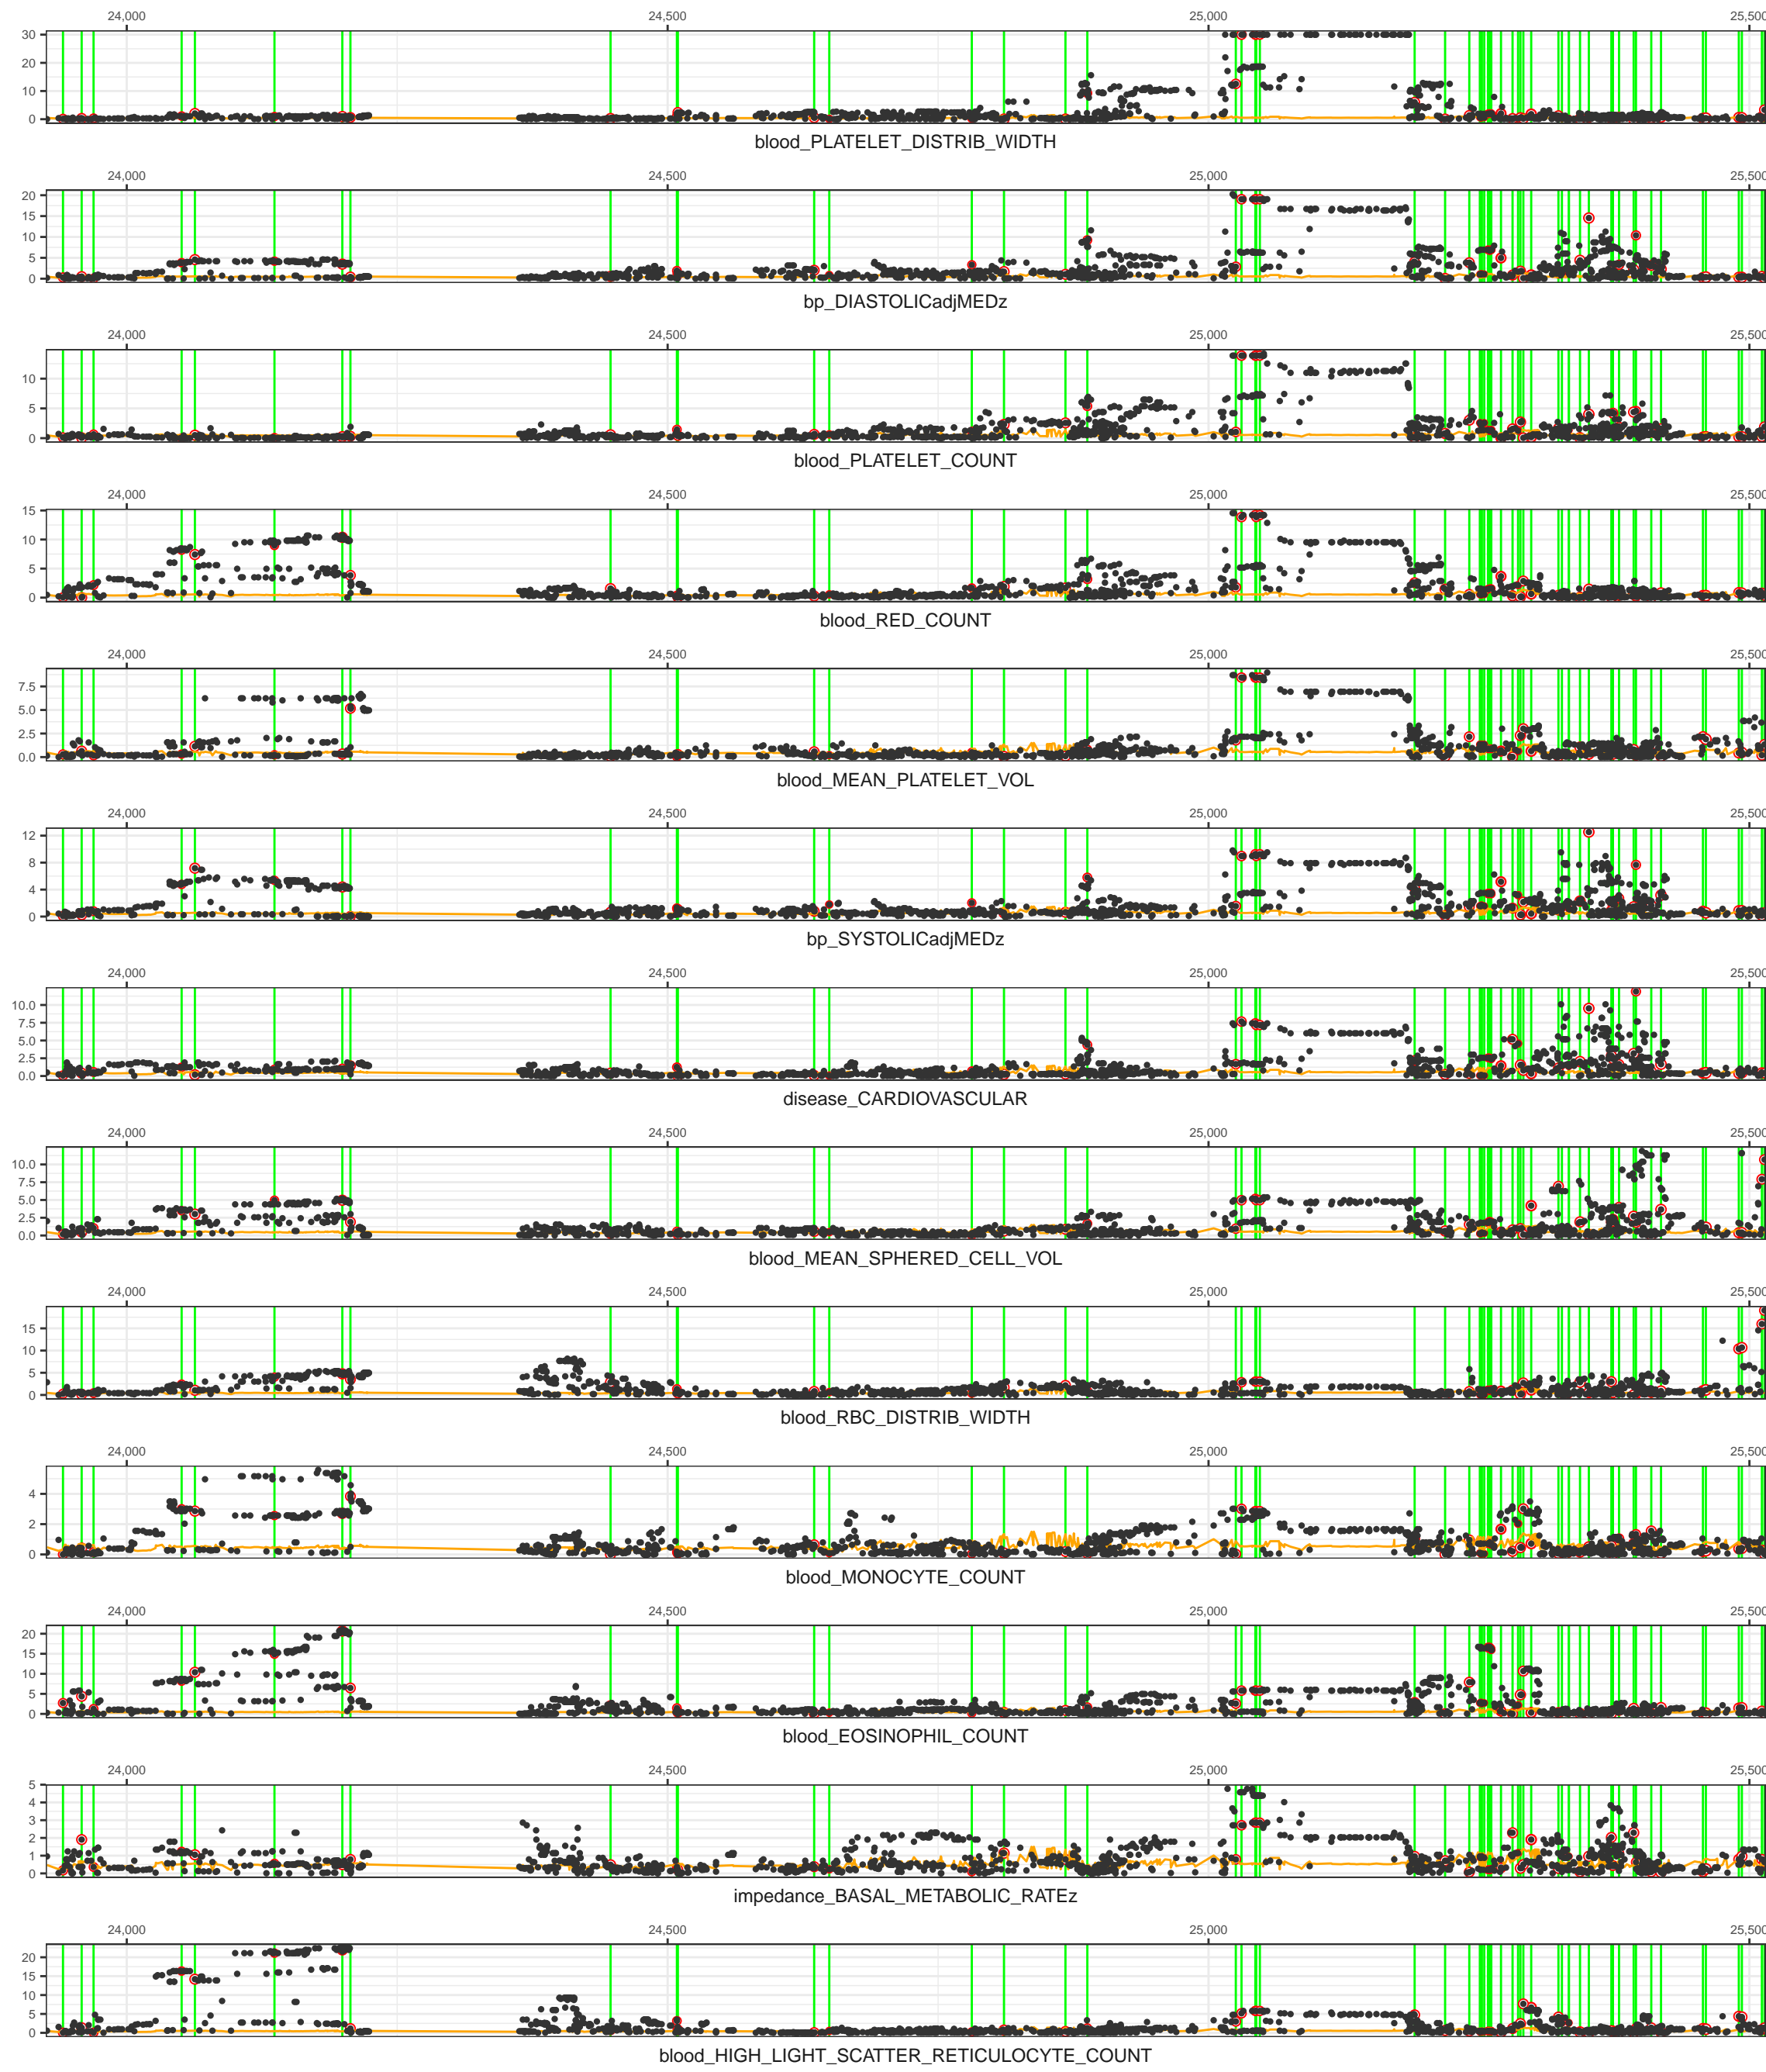 24,000 24,500 25,000 25,500
30
20
10
0
blood_PLATELET_DISTRIB_WIDTH
24,000 24,500 25,000 25,500
20
15
10
5
0
bp_DIASTOLICadjMEDz
24,000 24,500 25,000 25,500
10
5
0
blood_PLATELET_COUNT
24,000 24,500 25,000 25,500
15
10
5
0
blood_RED_COUNT
24,000 24,500 25,000 25,500
7.5
5.0
2.5
0.0
blood_MEAN_PLATELET_VOL
24,000 24,500 25,000 25,500
12
8
4
0
bp_SYSTOLICadjMEDz
24,000 24,500 25,000 25,500
10.0
7.5
5.0
2.5
0.0
disease_CARDIOVASCULAR
24,000 24,500 25,000 25,500
10.0
7.5
5.0
2.5
0.0
blood_MEAN_SPHERED_CELL_VOL
24,000 24,500 25,000 25,500
15
10
5
0
blood_RBC_DISTRIB_WIDTH
24,000 24,500 25,000 25,500
4
2
0
blood_MONOCYTE_COUNT
24,000 24,500 25,000 25,500
20
15
10
5
0
blood_EOSINOPHIL_COUNT
24,000 24,500 25,000 25,500
5
4
3
2
1
0
impedance_BASAL_METABOLIC_RATEz
24,000 24,500 25,000 25,500
20
15
10
5
0
blood_HIGH_LIGHT_SCATTER_RETICULOCYTE_COUNT